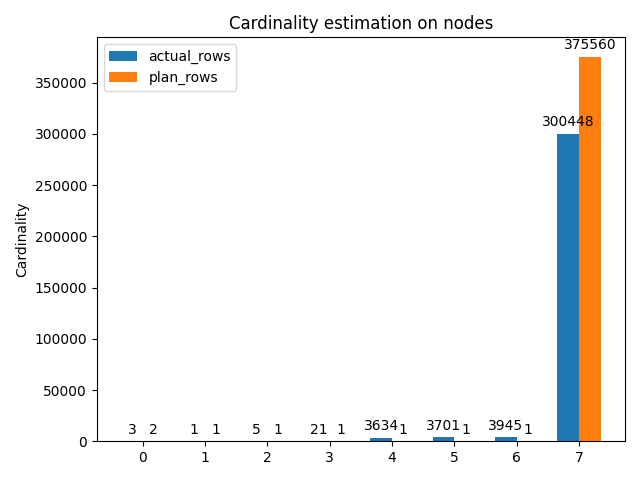 Cardinality estimation on nodes
actual_rows
plan_rows
Cardinality
350000
300000
250000
200000
150000
100000
50000
0
3 2 1 1 5 1 21 1 3634 1 3701 1 3945 1 300448 375560
0 1 2 3 4 5 6 7